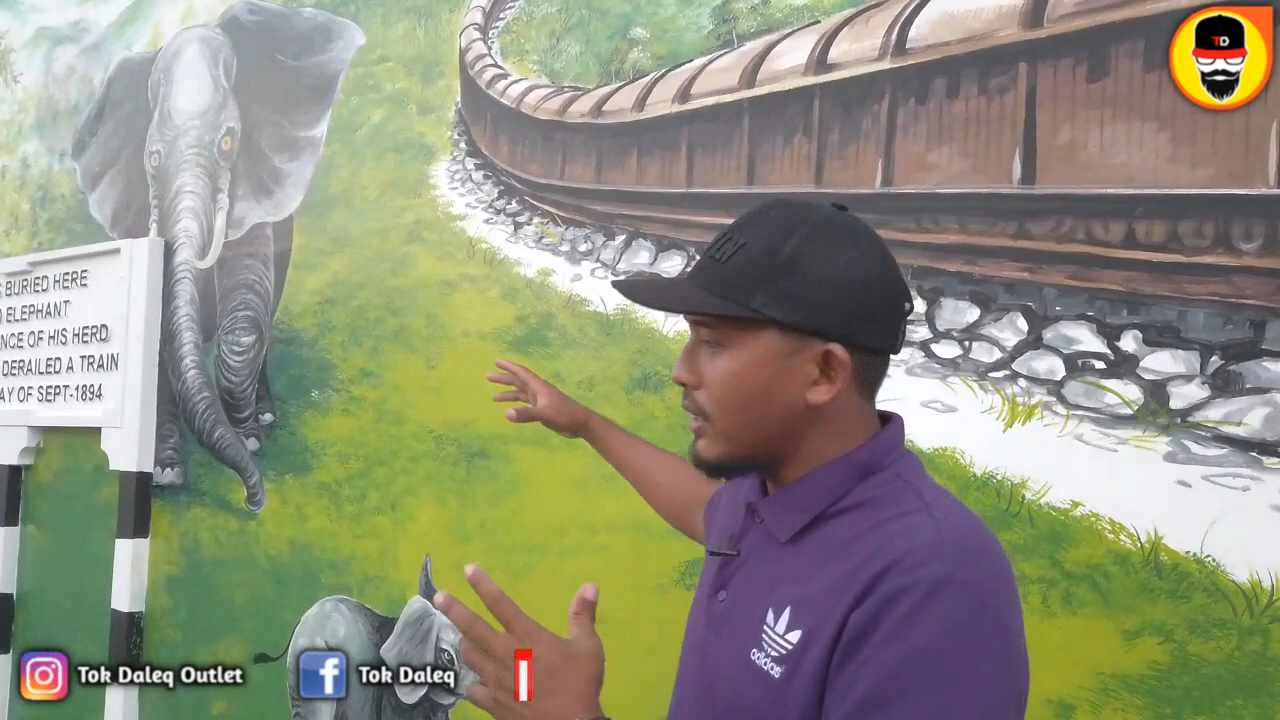 TD
S BURIED HERE
ELEPHANT
NCE OF HIS HERD
DERAILED A TRAIN
AY OF SEPT-1894
adidas
Tok Daleq Outlet
Tok Daleq